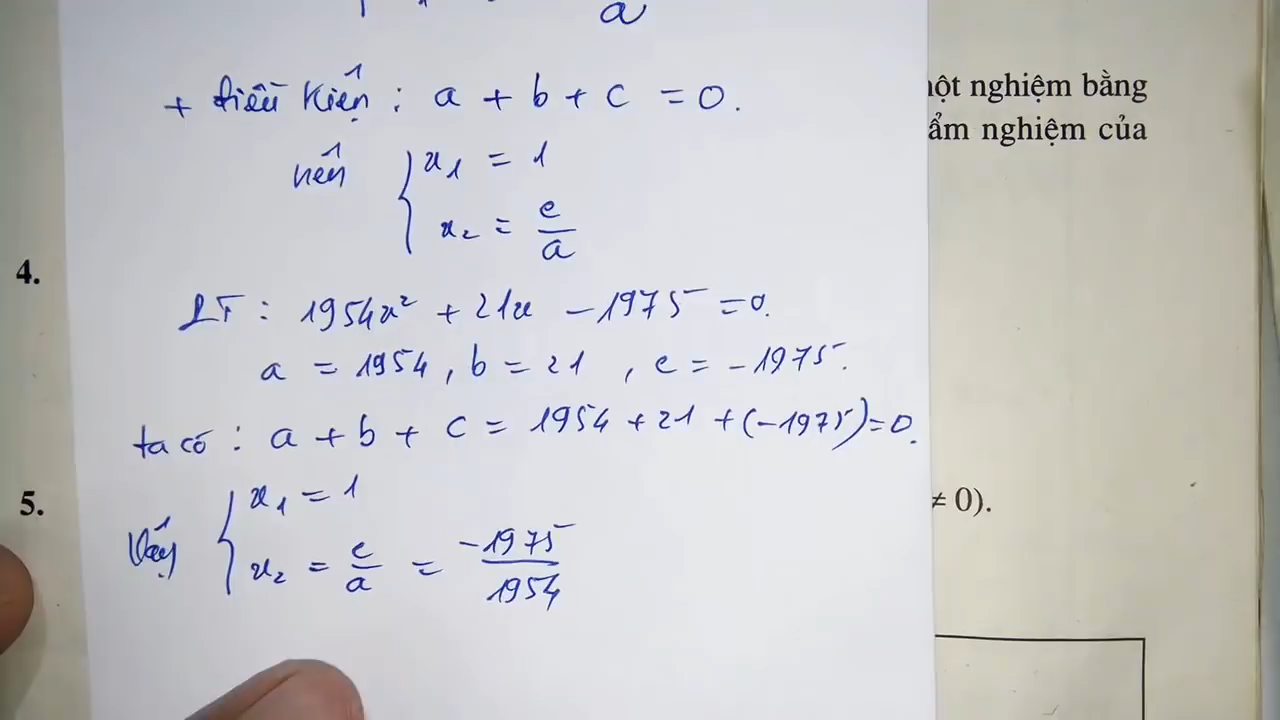 a
+ điều kiện : a + b + c = 0.
nên { x₁ = 1
x₂ = c/a
LT : 1954x² + 21x - 1975 = 0.
a = 1954, b = 21, c = -1975.
ta có : a + b + c = 1954 + 21 + (-1975) = 0.
Vậy { x₁ = 1
x₂ = c/a = -1975/1954
một nghiệm bằng
ẩm nghiệm của
4.
5.
≠ 0).